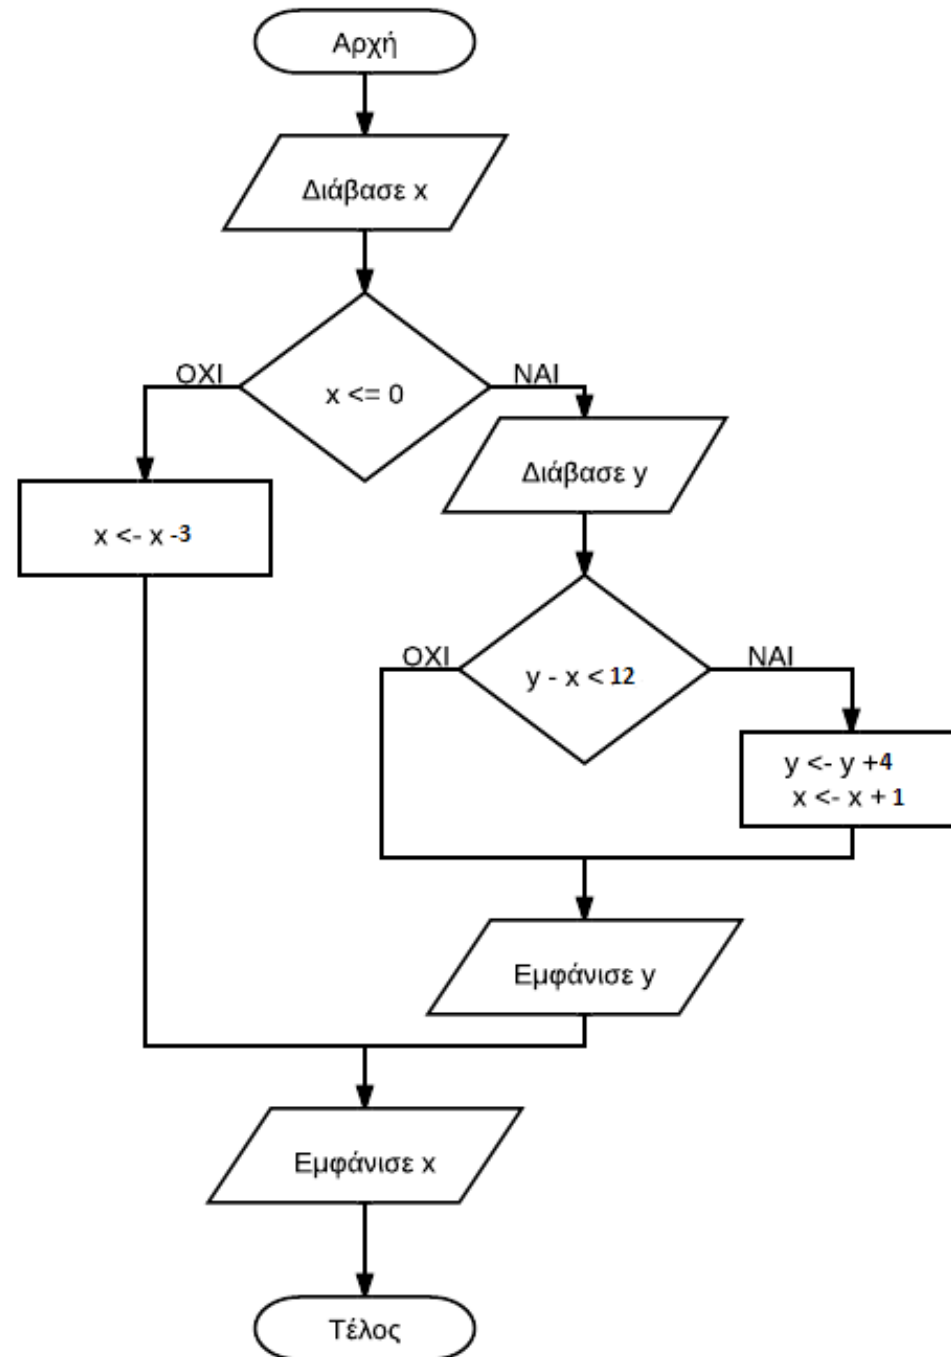 Αρχή
Διάβασε x
x <= 0
ΟΧΙ
ΝΑΙ
x <- x -3
Διάβασε y
y - x < 12
ΟΧΙ
ΝΑΙ
y <- y +4
x <- x + 1
Εμφάνισε y
Εμφάνισε x
Τέλος